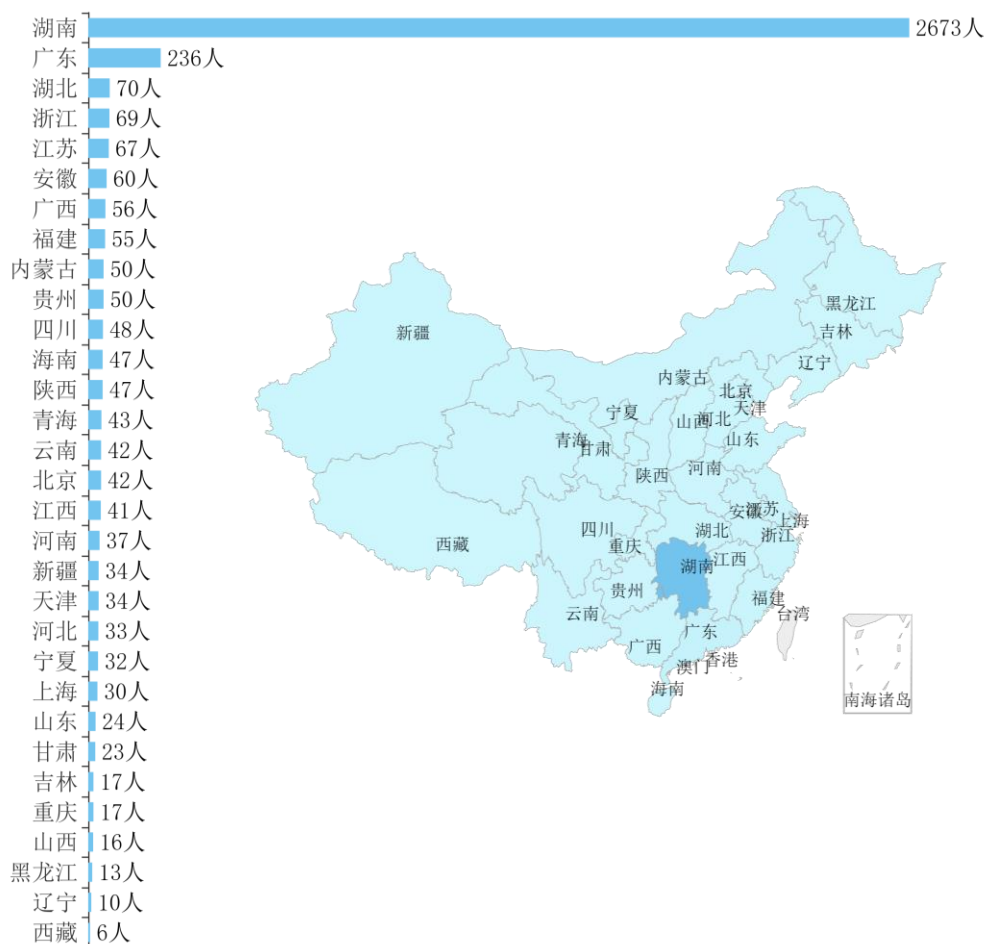 湖南 2673人
广东 236人
湖北 70人
浙江 69人
江苏 67人
安徽 60人
广西 56人
福建 55人
内蒙古 50人
贵州 50人
四川 48人
海南 47人
陕西 47人
青海 43人
云南 42人
北京 42人
江西 41人
河南 37人
新疆 34人
天津 34人
河北 33人
宁夏 32人
上海 30人
山东 24人
甘肃 23人
吉林 17人
重庆 17人
山西 16人
黑龙江 13人
辽宁 10人
西藏 6人
黑龙江
吉林
新疆
辽宁
内蒙古
北京
天津
宁夏
山西
河北
青海
甘肃
山东
陕西
河南
安徽
江苏
上海
四川
湖北
浙江
西藏
重庆
湖南
江西
贵州
福建
云南
台湾
广东
广西
澳门
香港
海南
南海诸岛